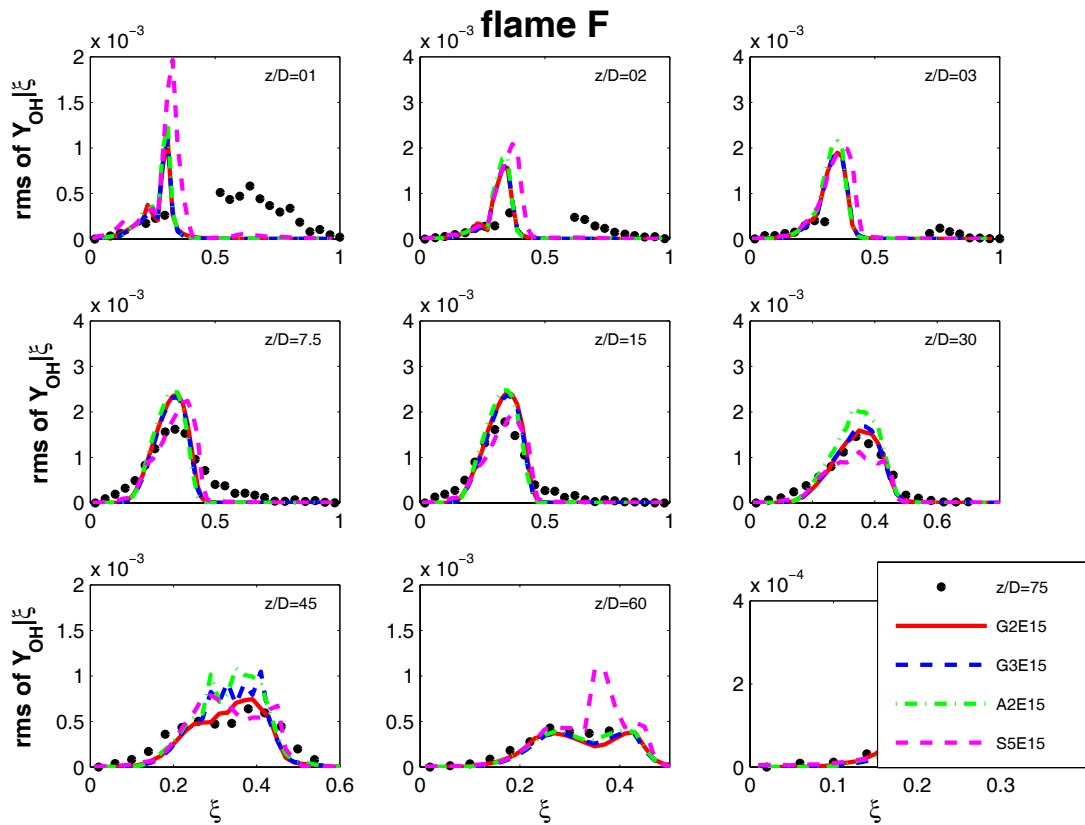 flame F
x 10⁻³
x 10⁻³
x 10⁻³
2
1.5
1
0.5
0
rms of Y_OH|ξ
z/D=01
0 0.5 1
4
3
2
1
0
z/D=02
0 0.5 1
4
3
2
1
0
z/D=03
0 0.5 1
x 10⁻³
x 10⁻³
x 10⁻³
4
3
2
1
0
rms of Y_OH|ξ
z/D=7.5
0 0.5 1
4
3
2
1
0
z/D=15
0 0.5 1
4
3
2
1
0
z/D=30
0 0.2 0.4 0.6
x 10⁻³
x 10⁻³
x 10⁻⁴
2
1.5
1
0.5
0
rms of Y_OH|ξ
z/D=45
0 0.2 0.4 0.6
ξ
2
1.5
1
0.5
0
z/D=60
0 0.2 0.4
ξ
4
2
0
0 0.1 0.2 0.3
ξ
z/D=75
G2E15
G3E15
A2E15
S5E15